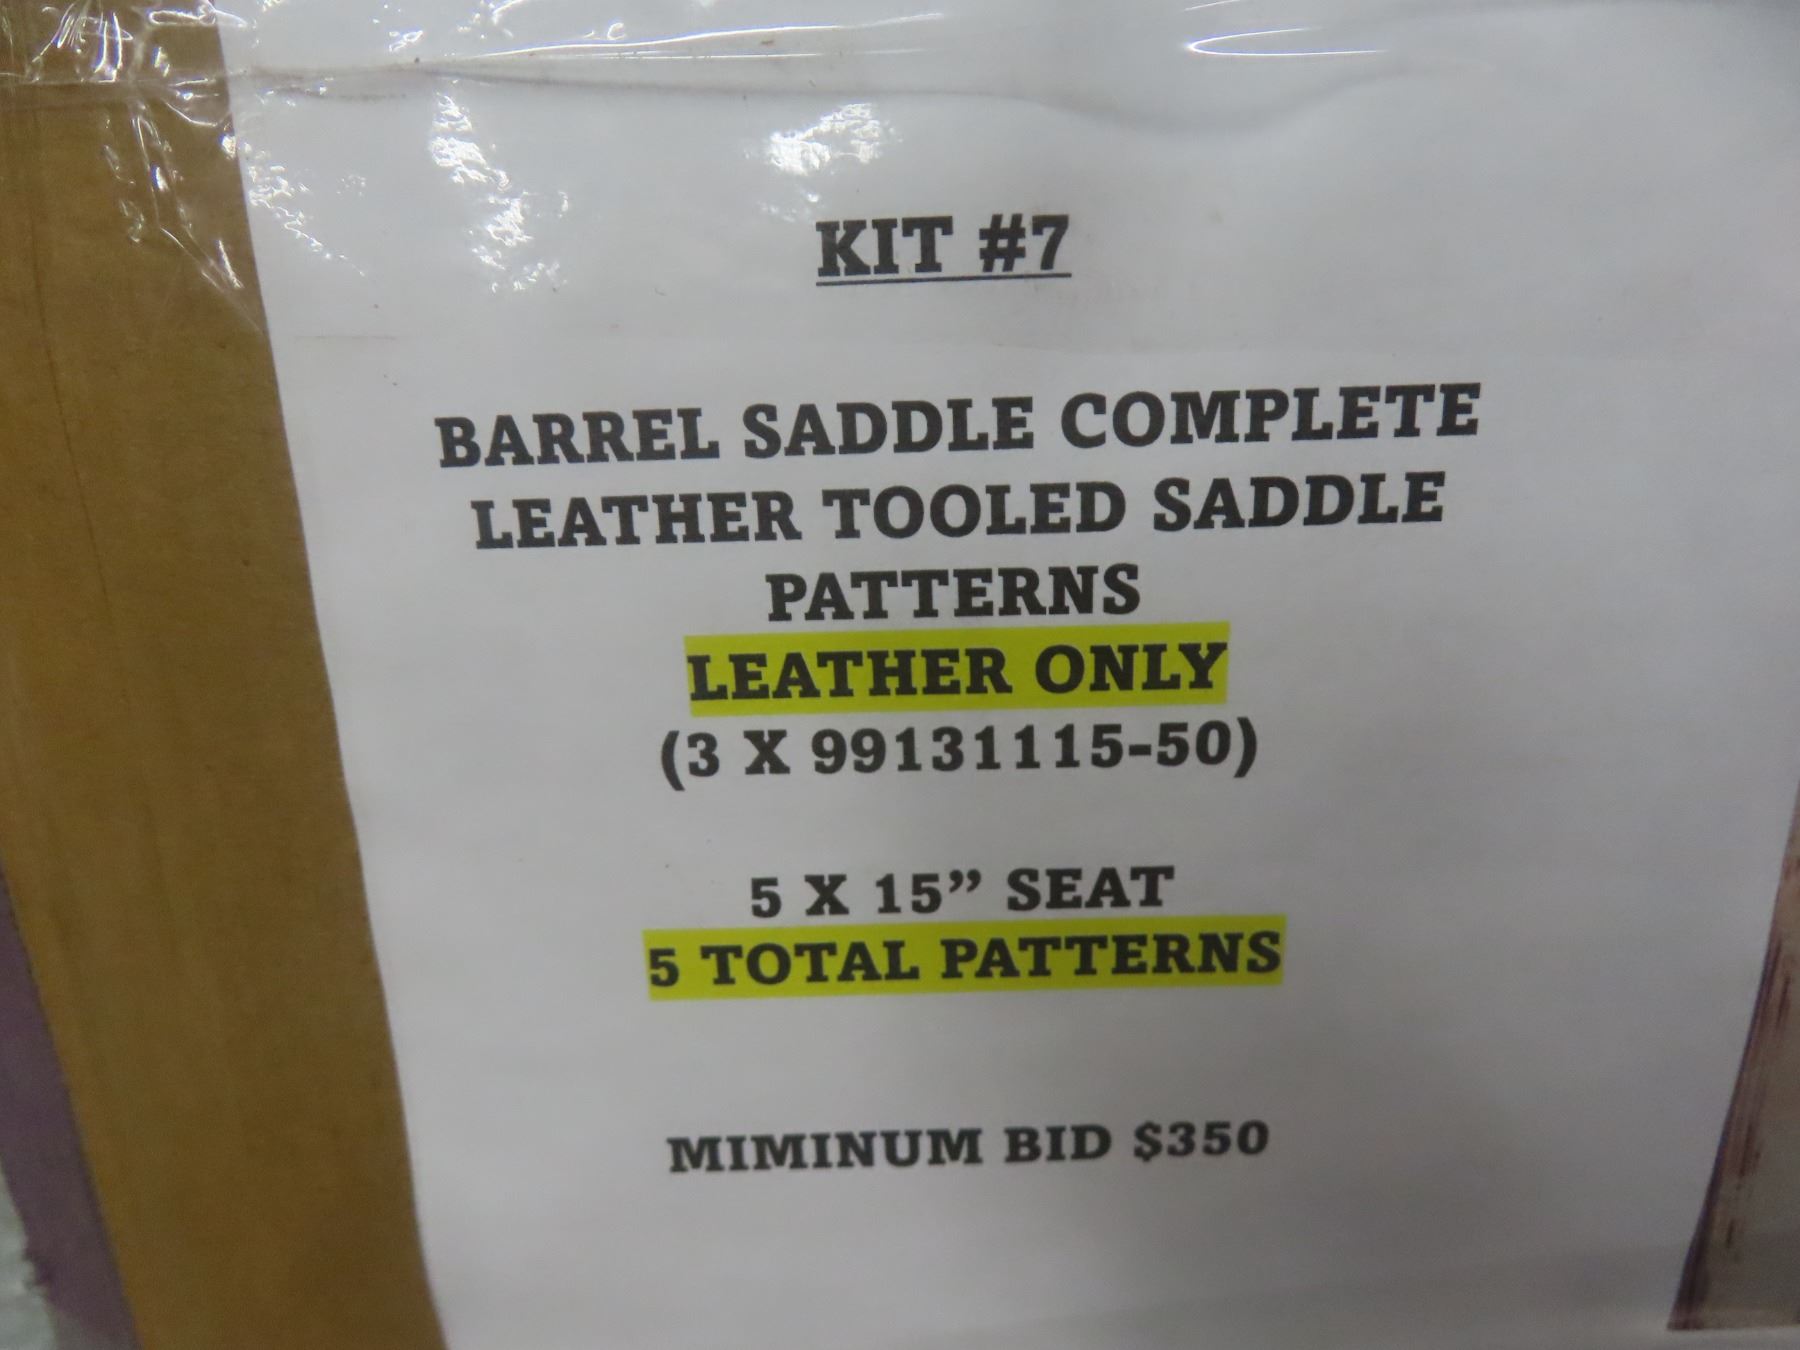 KIT #7
BARREL SADDLE COMPLETE
LEATHER TOOLED SADDLE
PATTERNS
LEATHER ONLY
(3 X 99131115-50)
5 X 15” SEAT
5 TOTAL PATTERNS
MIMINUM BID $350